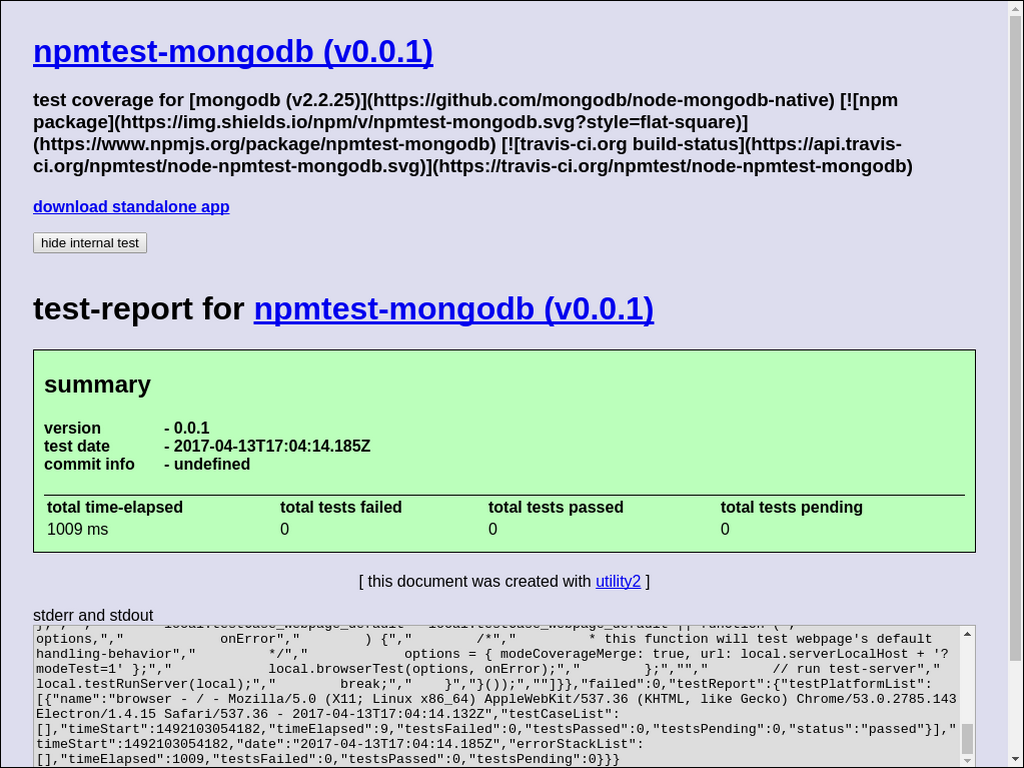 npmtest-mongodb (v0.0.1)
test coverage for [mongodb (v2.2.25)](https://github.com/mongodb/node-mongodb-native) [![npm
package](https://img.shields.io/npm/v/npmtest-mongodb.svg?style=flat-square)]
(https://www.npmjs.org/package/npmtest-mongodb) [![travis-ci.org build-status](https://api.travis-
ci.org/npmtest/node-npmtest-mongodb.svg)](https://travis-ci.org/npmtest/node-npmtest-mongodb)
download standalone app
hide internal test
test-report for npmtest-mongodb (v0.0.1)
summary
version - 0.0.1
test date - 2017-04-13T17:04:14.185Z
commit info - undefined
total time-elapsed total tests failed total tests passed total tests pending
1009 ms 0 0 0
[ this document was created with utility2 ]
stderr and stdout
options,","            onError","        ) {","        /*","         * this function will test webpage's default
handling-behavior","         */","            options = { modeCoverageMerge: true, url: local.serverLocalHost + '?
modeTest=1' };","            local.browserTest(options, onError);","        };","","        // run test-server","
local.testRunServer(local);","        break;","    }","}());",""]}},"failed":0,"testReport":{"testPlatformList":
[{"name":"browser - / - Mozilla/5.0 (X11; Linux x86_64) AppleWebKit/537.36 (KHTML, like Gecko) Chrome/53.0.2785.143
Electron/1.4.15 Safari/537.36 - 2017-04-13T17:04:14.132Z","testCaseList":
[],"timeStart":1492103054182,"timeElapsed":9,"testsFailed":0,"testsPassed":0,"testsPending":0,"status":"passed"}],"
timeStart":1492103054182,"date":"2017-04-13T17:04:14.185Z","errorStackList":
[],"timeElapsed":1009,"testsFailed":0,"testsPassed":0,"testsPending":0}}}